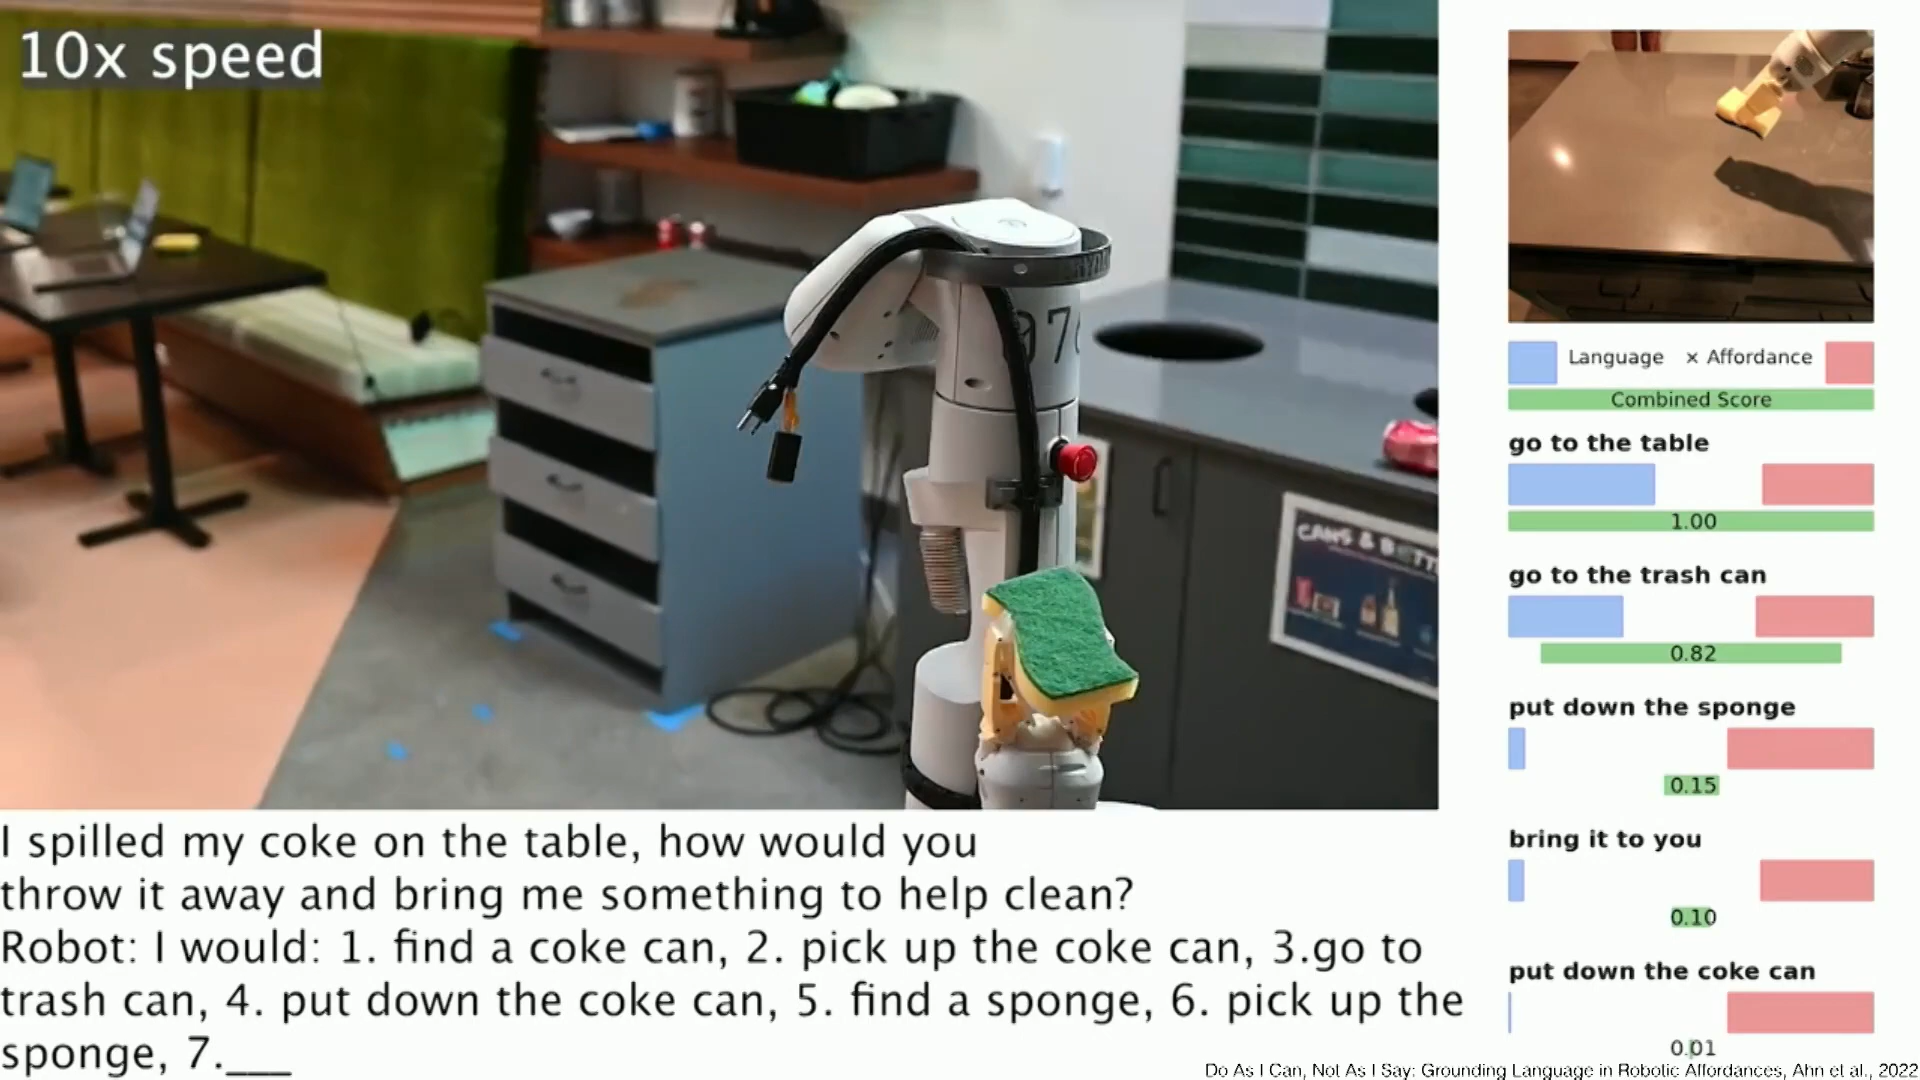 10x speed
97
CANS &
Language × Affordance
Combined Score
go to the table
1.00
go to the trash can
0.82
put down the sponge
0.15
bring it to you
0.10
put down the coke can
0.01
I spilled my coke on the table, how would you
throw it away and bring me something to help clean?
Robot: I would: 1. find a coke can, 2. pick up the coke can, 3.go to
trash can, 4. put down the coke can, 5. find a sponge, 6. pick up the
sponge, 7.___
Do As I Can, Not As I Say: Grounding Language in Robotic Affordances, Ahn et al., 2022